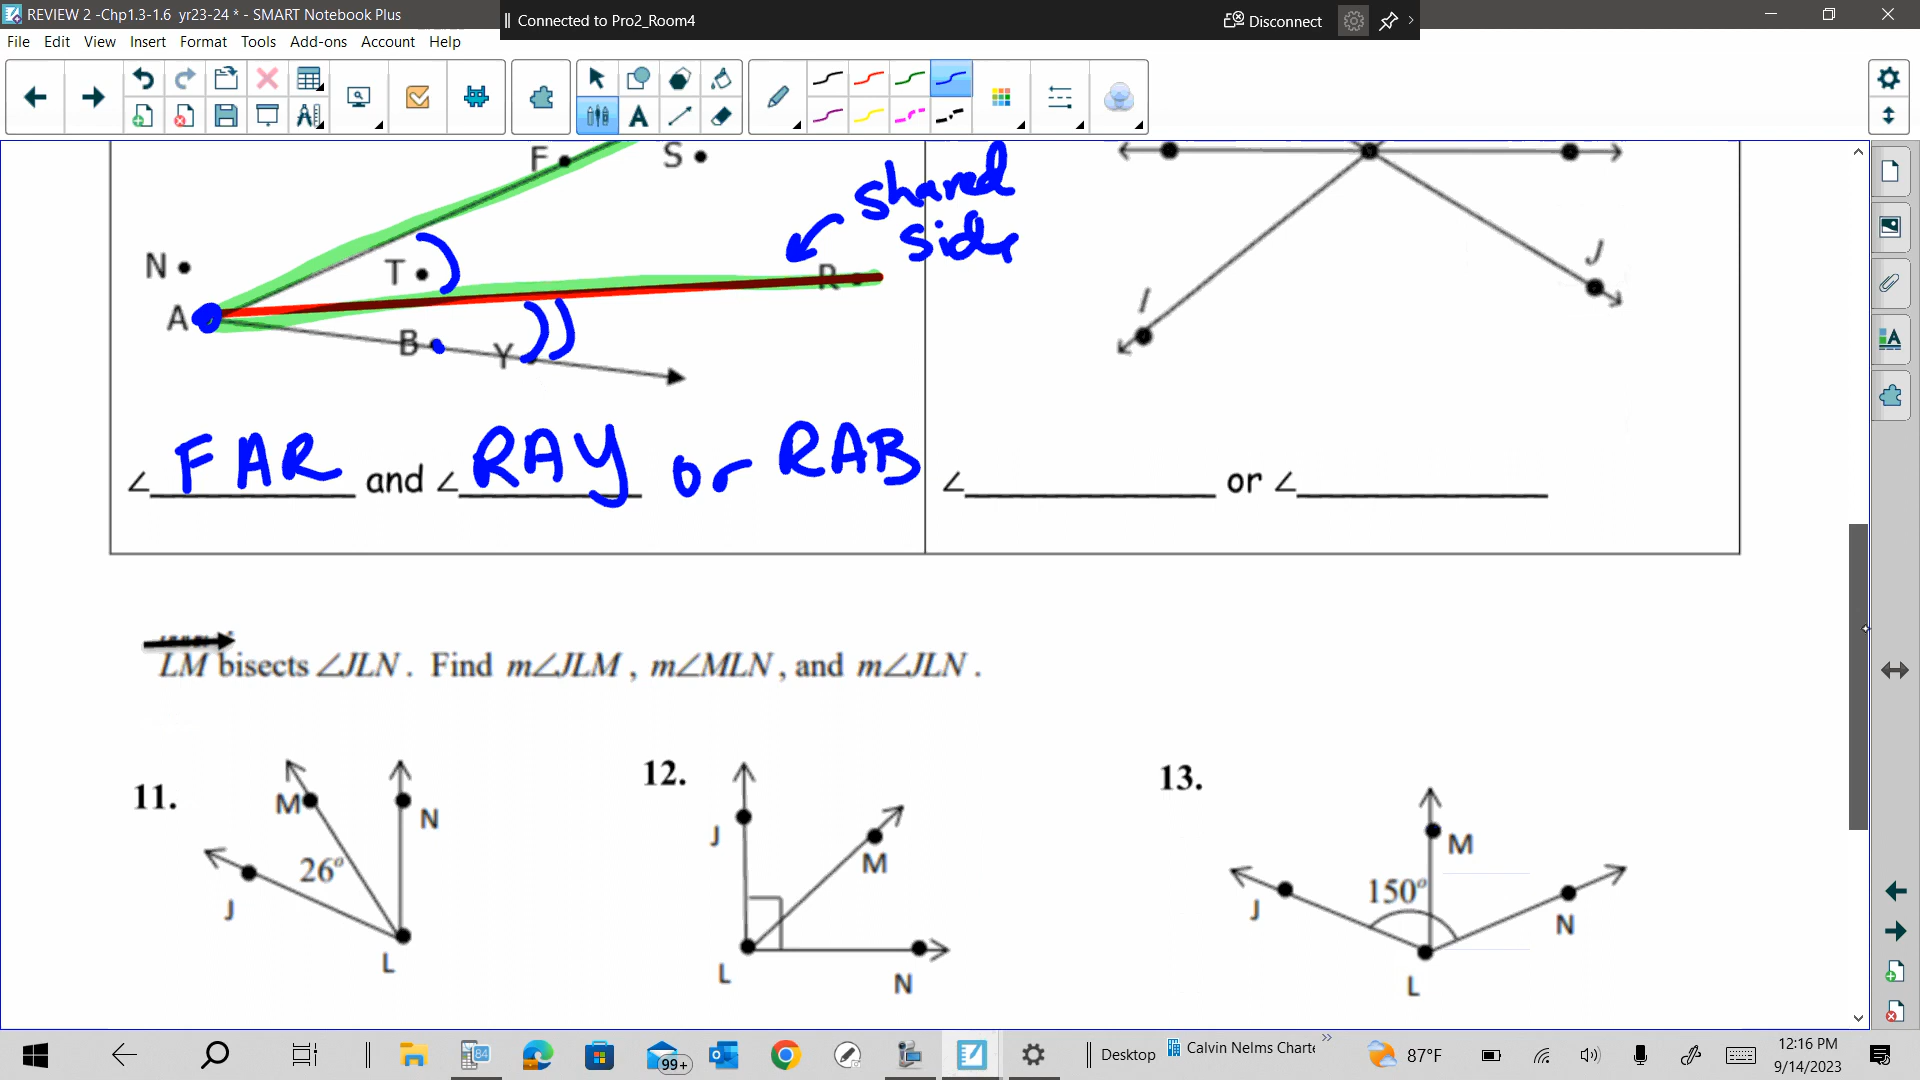 REVIEW 2 -Chp1.3-1.6  yr23-24 * - SMART Notebook Plus
Connected to Pro2_Room4
Disconnect
File Edit View Insert Format Tools Add-ons Account Help
F
S
shared
side
N
T
R
A
B
Y
J
I
∠ FAR and ∠ RAY or RAB
∠____________ or ∠____________
LM bisects ∠JLN. Find m∠JLM, m∠MLN, and m∠JLN.
11.
M
N
26°
J
L
12.
J
M
L
N
13.
M
150°
J
N
L
84
99+
Desktop
Calvin Nelms Charte
87°F
12:16 PM
9/14/2023